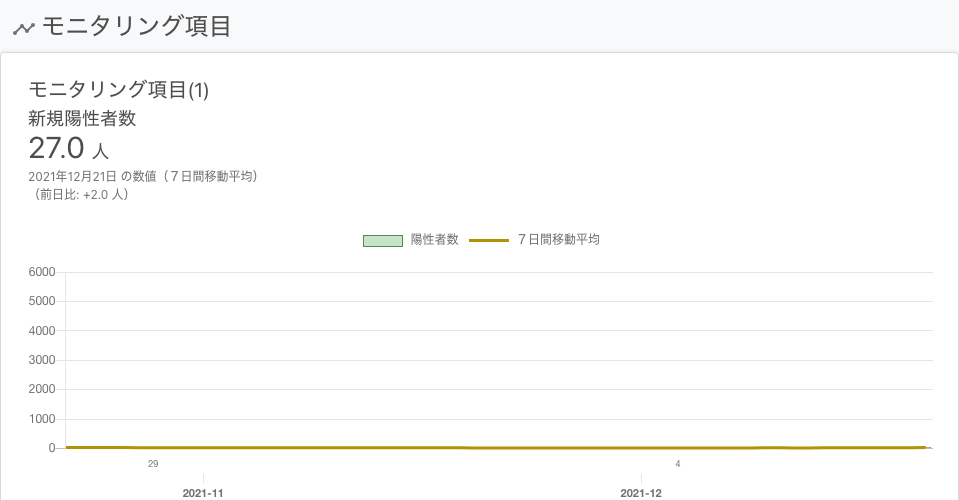 モニタリング項目
モニタリング項目(1)
新規陽性者数
27.0 人
2021年12月21日 の数値（７日間移動平均）
（前日比: +2.0 人）
陽性者数 ７日間移動平均
6000
5000
4000
3000
2000
1000
0
29 4
2021-11 2021-12